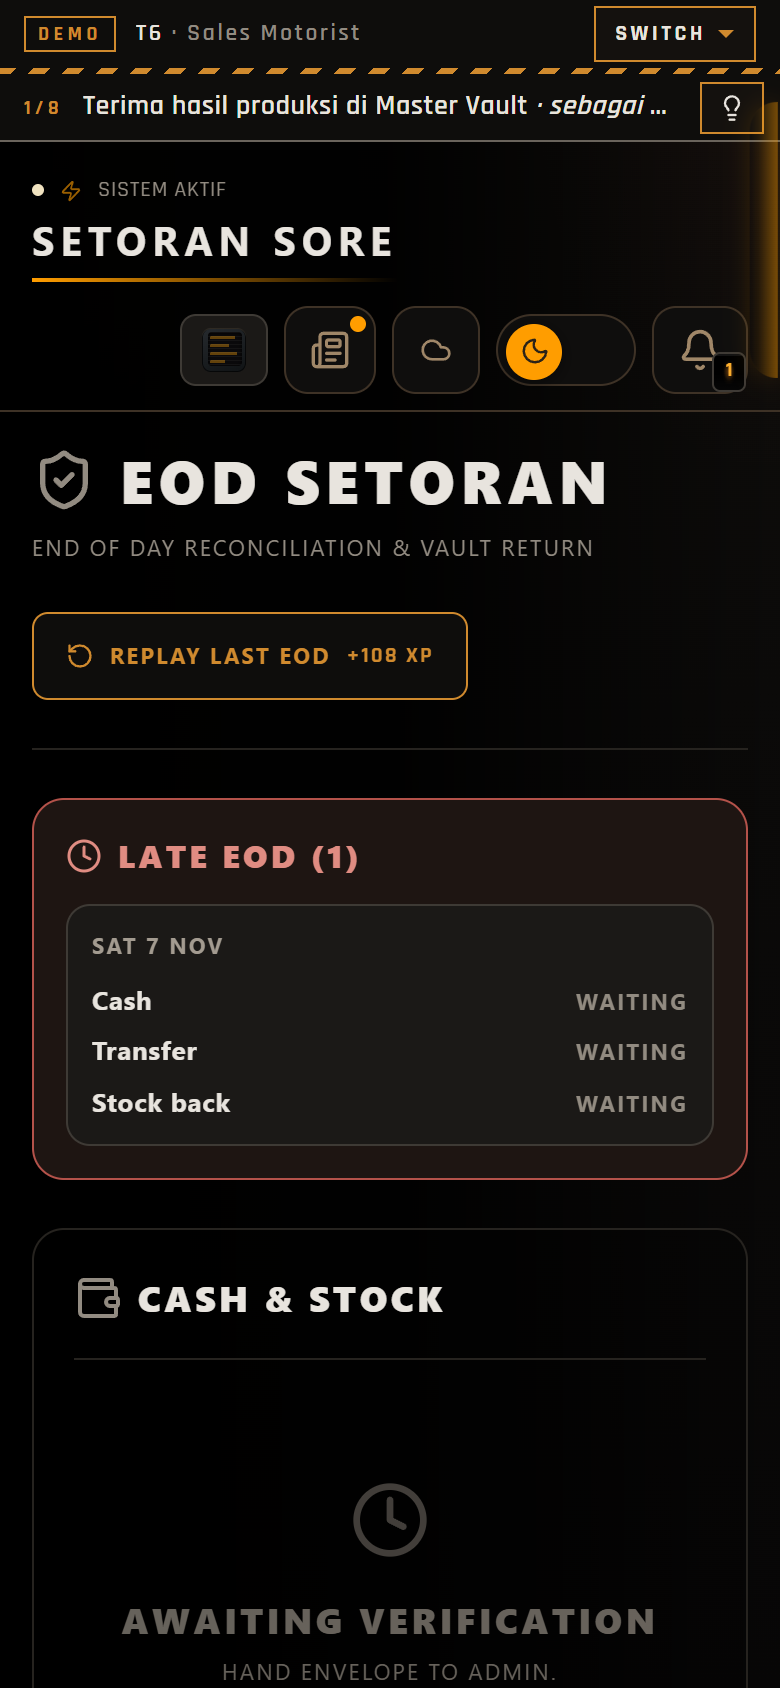 DEMO T6 · Sales Motorist SWITCH
1/8 Terima hasil produksi di Master Vault · sebagai ...
SISTEM AKTIF
SETORAN SORE
1
EOD SETORAN
END OF DAY RECONCILIATION & VAULT RETURN
REPLAY LAST EOD +108 XP
LATE EOD (1)
SAT 7 NOV
Cash WAITING
Transfer WAITING
Stock back WAITING
CASH & STOCK
AWAITING VERIFICATION
HAND ENVELOPE TO ADMIN.